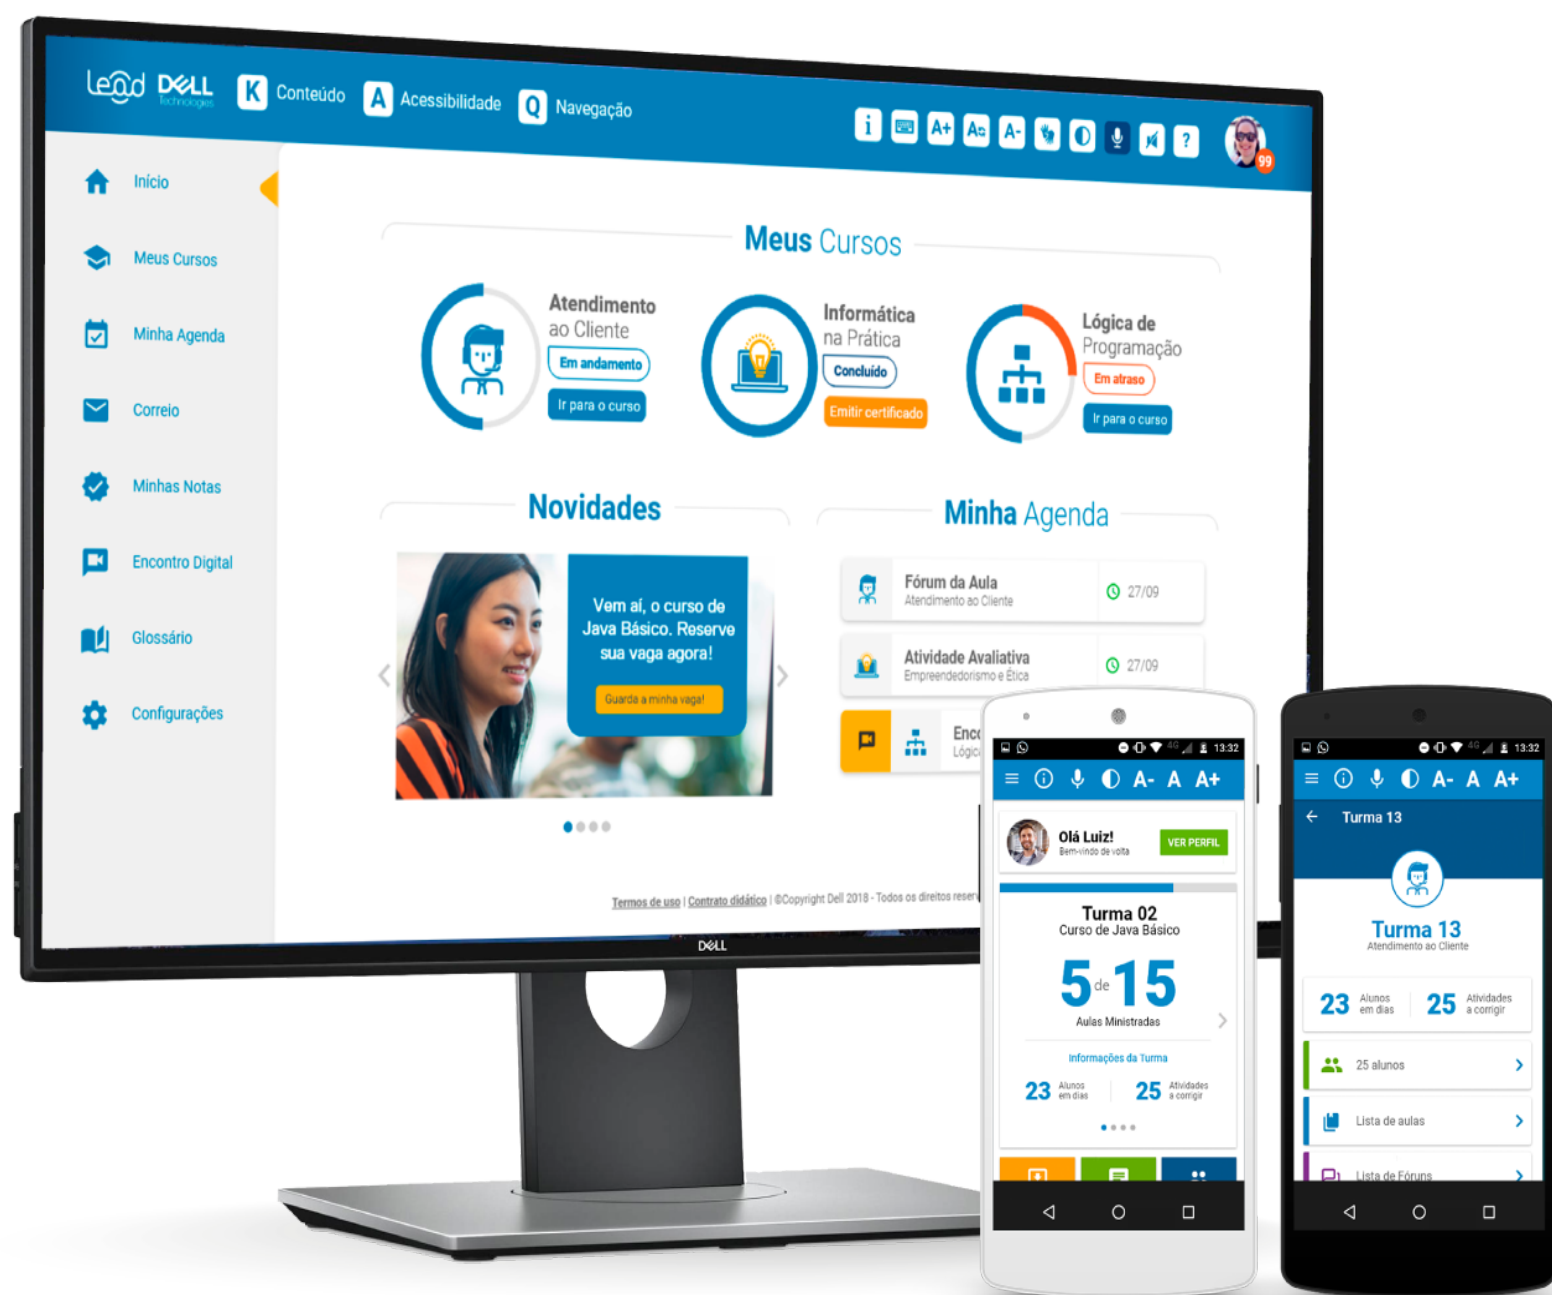 Lead DELL Technologies K Conteúdo A Acessibilidade Q Navegação
i A+ A A- ?
99
Início
Meus Cursos
Minha Agenda
Correio
Minhas Notas
Encontro Digital
Glossário
Configurações
Meus Cursos
Atendimento
ao Cliente
Em andamento
Ir para o curso
Informática
na Prática
Concluído
Emitir certificado
Lógica de
Programação
Em atraso
Ir para o curso
Novidades
Vem aí, o curso de
Java Básico. Reserve
sua vaga agora!
Guarda a minha vaga!
Minha Agenda
Fórum da Aula
Atendimento ao Cliente
27/09
Atividade Avaliativa
Empreendedorismo e Ética
27/09
Enco
Lógic
Termos de uso | Contrato didático | ©Copyright Dell 2018 - Todos os direitos reserv
DELL
4G 13:32
A- A A+
Olá Luiz!
Bem-vindo de volta
VER PERFIL
Turma 02
Curso de Java Básico
5 de 15
Aulas Ministradas
Informações da Turma
23 Alunos em dias
25 Atividades a corrigir
4G 13:32
A- A A+
Turma 13
Turma 13
Atendimento ao Cliente
23 Alunos em dias
25 Atividades a corrigir
25 alunos
Lista de aulas
Lista de Fóruns